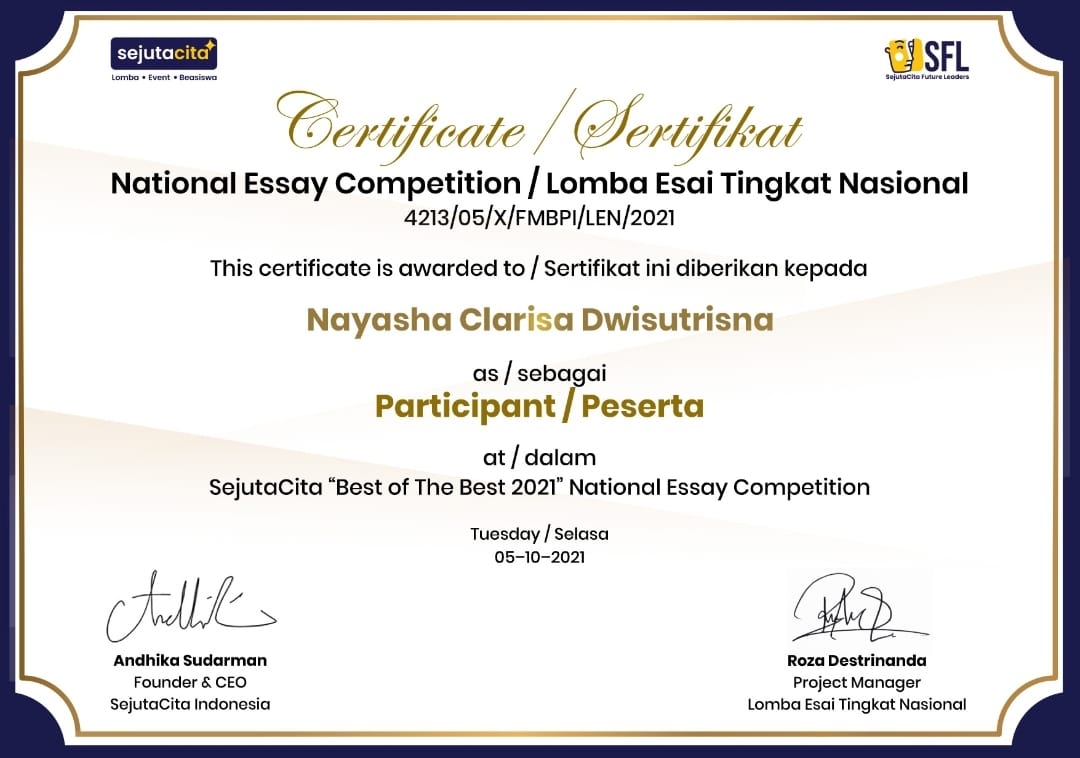 sejutacita
Lomba • Event • Beasiswa
SFL
SejutaCita Future Leaders
Certificate / Sertifikat
National Essay Competition / Lomba Esai Tingkat Nasional
4213/05/X/FMBPI/LEN/2021
This certificate is awarded to / Sertifikat ini diberikan kepada
Nayasha Clarisa Dwisutrisna
as / sebagai
Participant / Peserta
at / dalam
SejutaCita “Best of The Best 2021” National Essay Competition
Tuesday / Selasa
05–10–2021
Andhika Sudarman
Founder & CEO
SejutaCita Indonesia
Roza Destrinanda
Project Manager
Lomba Esai Tingkat Nasional